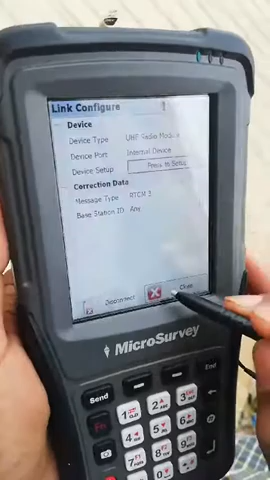 Link Configure
Device
Device Type UHF Radio Module
Device Port Internal Device
Device Setup: Press to Setup
Correction Data
Message Type RTCM 3
Base Station ID Any
Disconnect Close
MicroSurvey
Send End
Fn
1 2 3
4 5 6
7 8 9
0